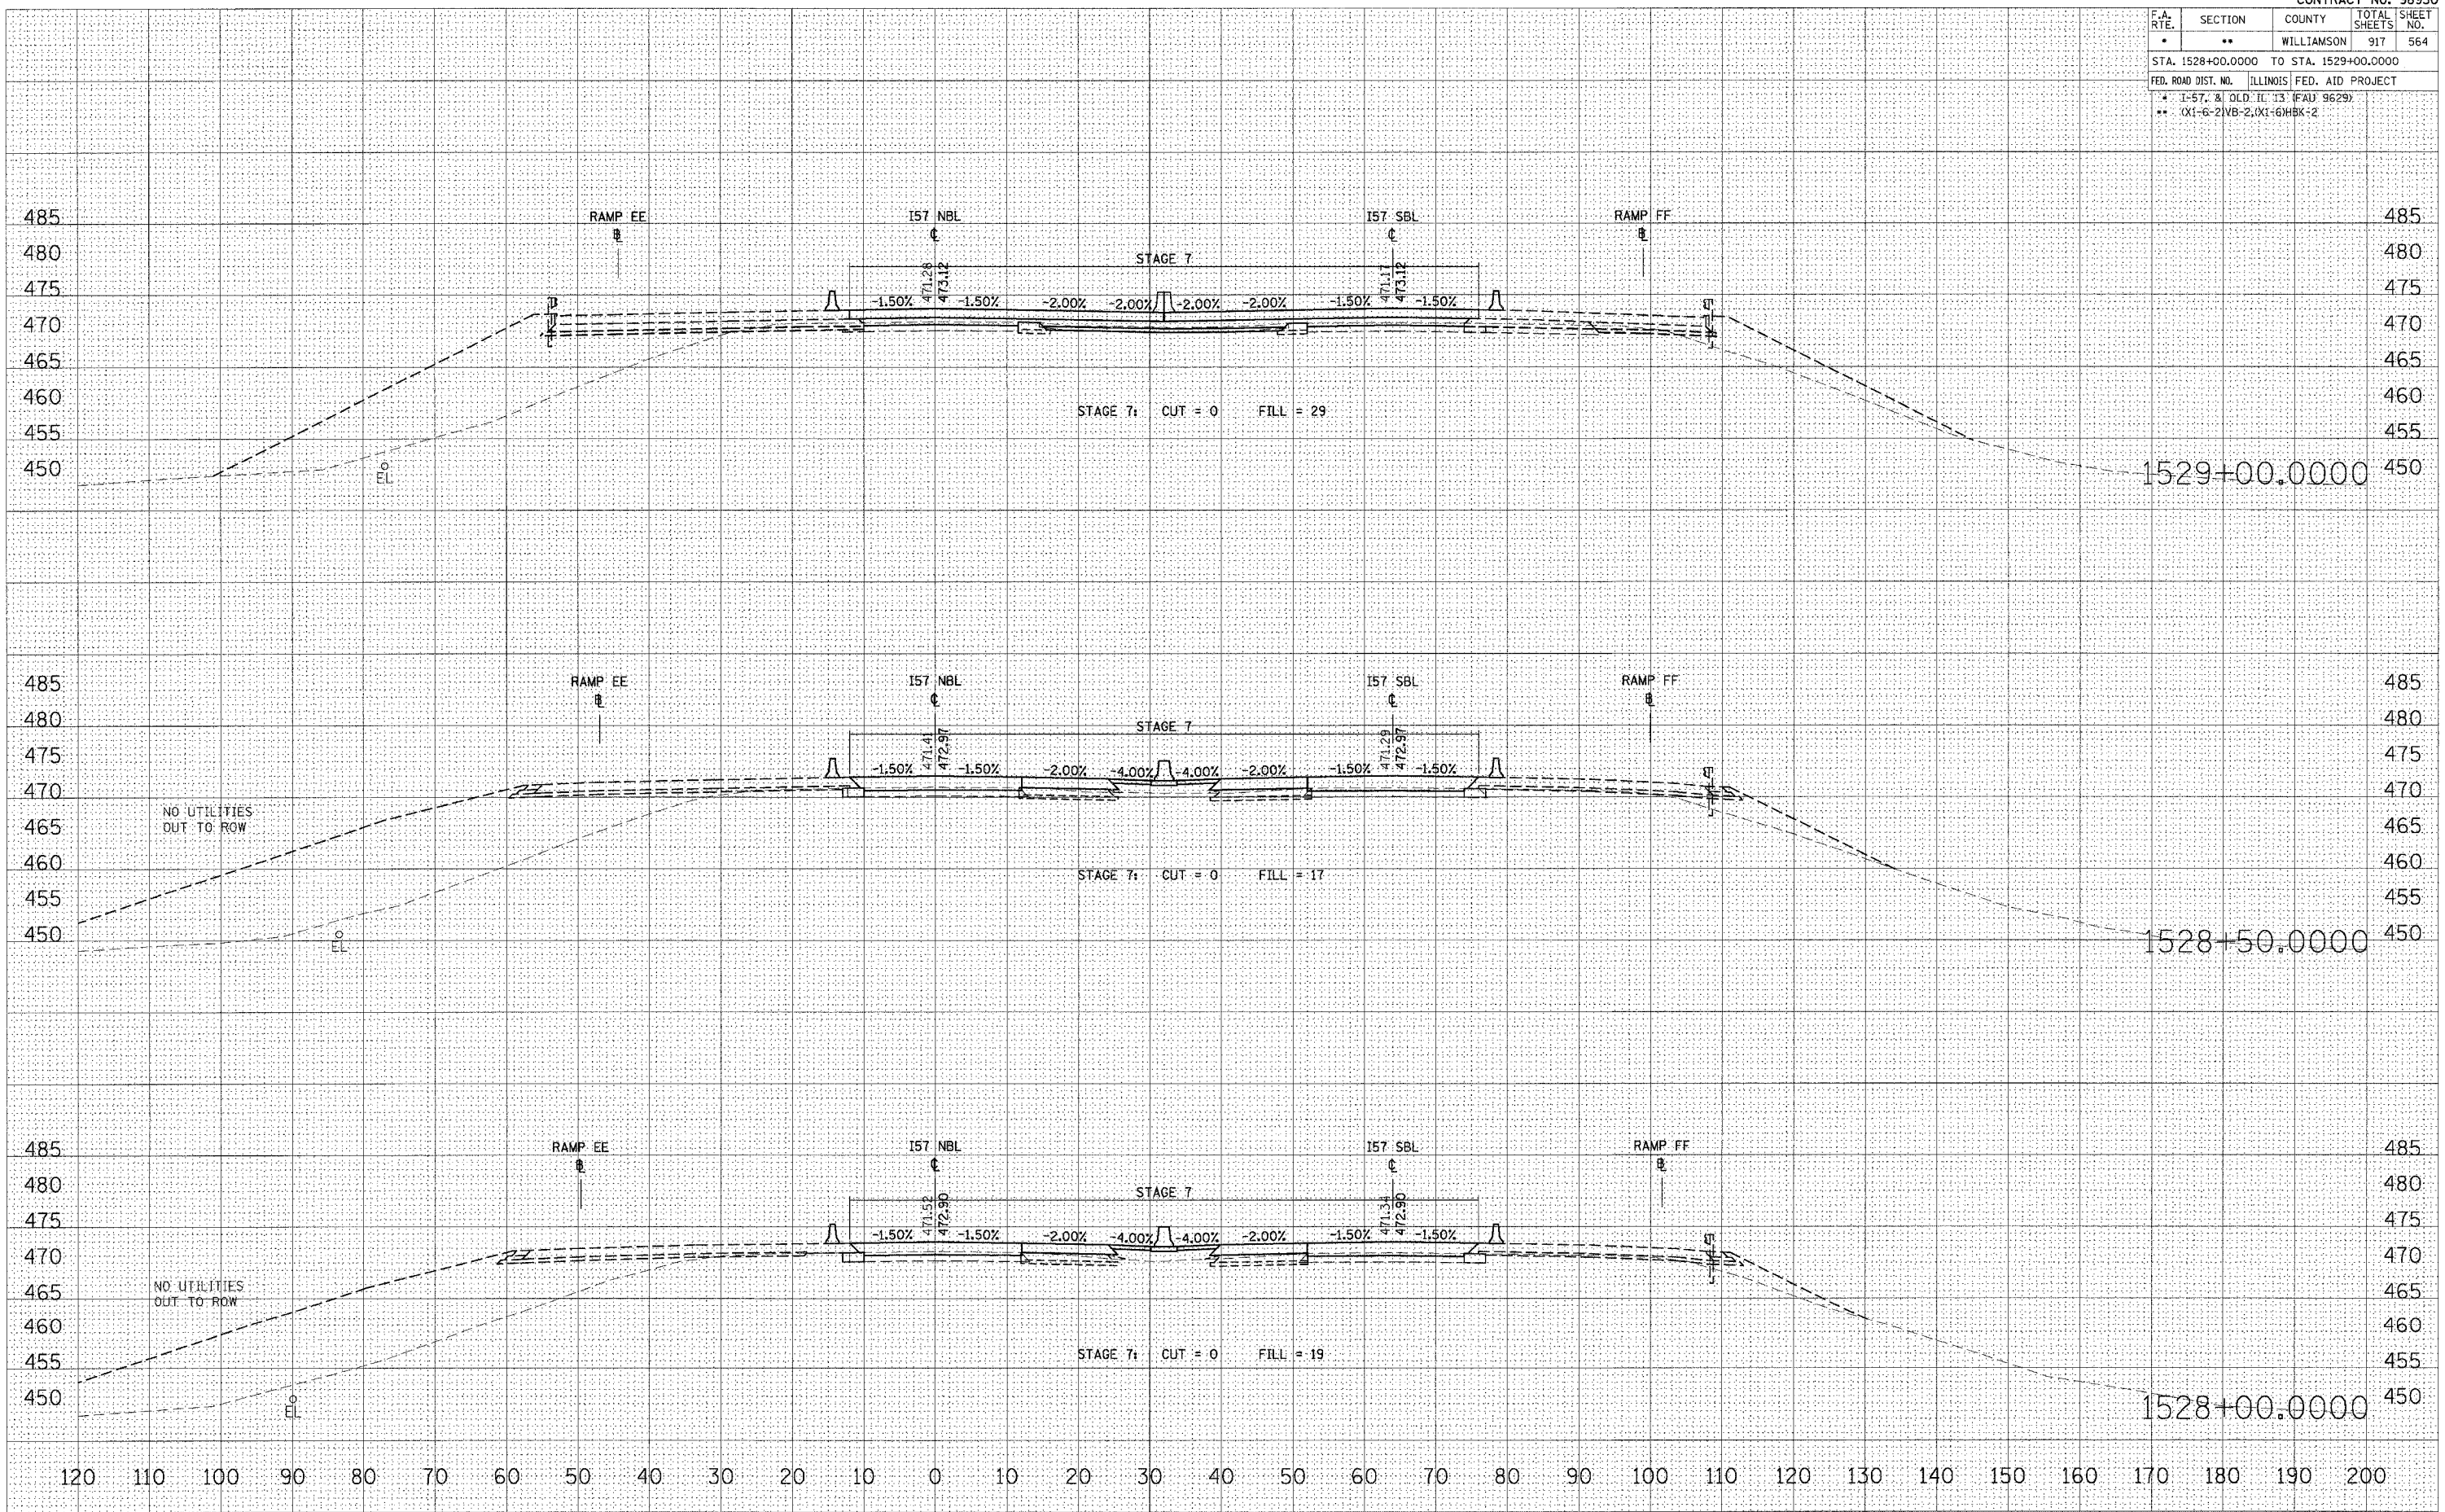 F.A. RTE. SECTION COUNTY TOTAL SHEETS SHEET NO.
* ** WILLIAMSON 917 564
STA. 1528+00.0000 TO STA. 1529+00.0000
FED. ROAD DIST. NO. ILLINOIS FED. AID PROJECT
* I-57, & OLD IL 13 (FAU 9629)
** (X1-6-2)VB-2,(X1-6)HBK-2
485 RAMP EE I57 NBL I57 SBL RAMP FF 485
480 STAGE 7 480
471.28 473.12 471.17 473.12
475 475
-1.50% -1.50% -2.00% -2.00% -2.00% -2.00% -1.50% -1.50%
470 470
465 465
460 460
STAGE 7: CUT = 0 FILL = 29
455 455
450 EL 1529+00.0000 450
485 RAMP EE I57 NBL I57 SBL RAMP FF 485
480 STAGE 7 480
471.41 472.97 471.29 472.97
475 475
-1.50% -1.50% -2.00% -4.00% -4.00% -2.00% -1.50% -1.50%
470 470
NO UTILITIES
OUT TO ROW
465 465
460 460
STAGE 7: CUT = 0 FILL = 17
455 455
450 EL 1528+50.0000 450
485 RAMP EE I57 NBL I57 SBL RAMP FF 485
480 STAGE 7 480
471.52 472.90 471.34 472.90
475 475
-1.50% -1.50% -2.00% -4.00% -4.00% -2.00% -1.50% -1.50%
470 470
NO UTILITIES
OUT TO ROW
465 465
460 460
STAGE 7: CUT = 0 FILL = 19
455 455
450 EL 1528+00.0000 450
120 110 100 90 80 70 60 50 40 30 20 10 0 10 20 30 40 50 60 70 80 90 100 110 120 130 140 150 160 170 180 190 200